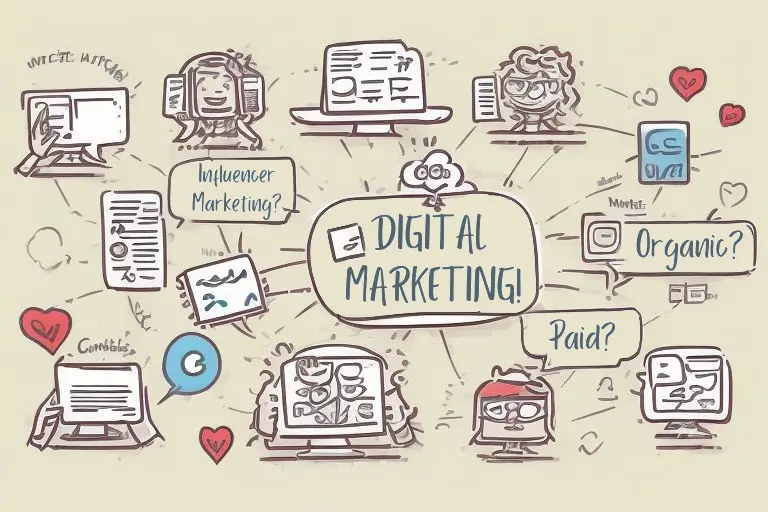 Influencer
Marketing?
DIGITAL
MARKETING!
Organic?
Paid?